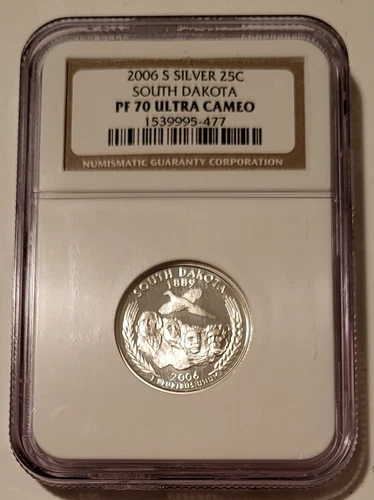 2006 S SILVER 25C
SOUTH DAKOTA
PF 70 ULTRA CAMEO
1539995-477
NUMISMATIC GUARANTY CORPORATION
SOUTH DAKOTA
1889
2006
E PLURIBUS UNUM